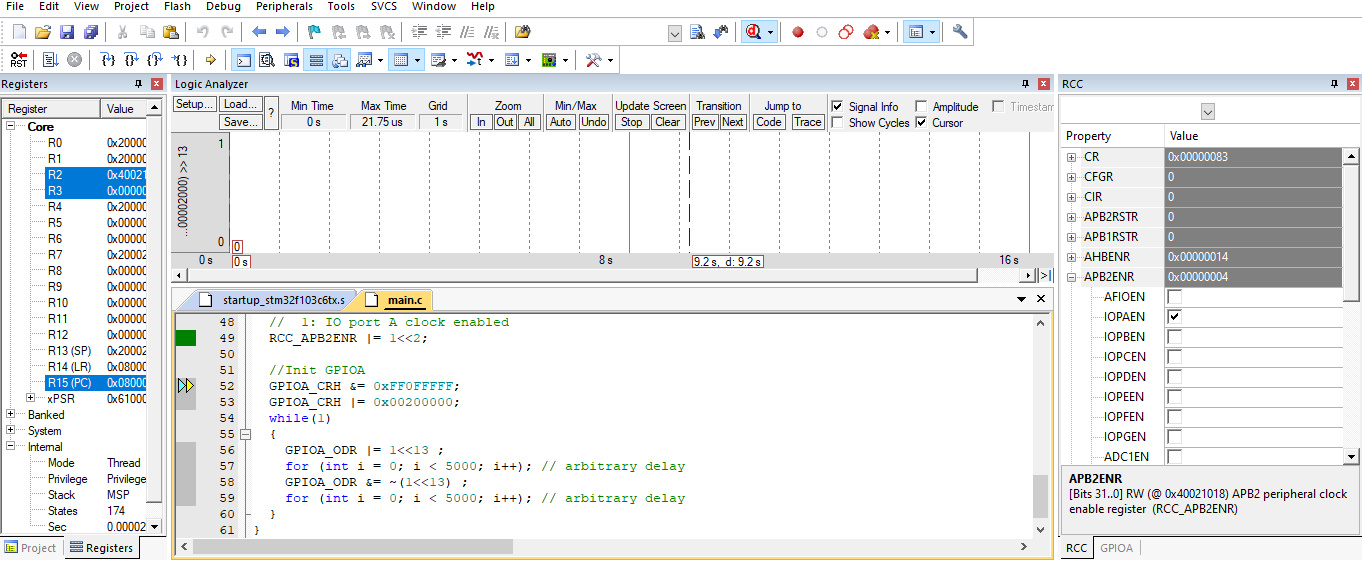 File Edit View Project Flash Debug Peripherals Tools SVCS Window Help
Registers
Register Value
Core
R0 0x20000
R1 0x20000
R2 0x40021
R3 0x00000
R4 0x20000
R5 0x00000
R6 0x00000
R7 0x20002
R8 0x00000
R9 0x00000
R10 0x00000
R11 0x00000
R12 0x00000
R13 (SP) 0x20002
R14 (LR) 0x08000
R15 (PC) 0x08000
xPSR 0x61000
Banked
System
Internal
Mode Thread
Privilege Privilege
Stack MSP
States 174
Sec 0.00002
Project Registers
Logic Analyzer
Setup... Load... Save... ?
Min Time Max Time Grid Zoom Min/Max Update Screen Transition Jump to
0 s 21.75 us 1 s In Out All Auto Undo Stop Clear Prev Next Code Trace
Signal Info Amplitude Timestam
Show Cycles Cursor
...00002000) >> 13
1
0
0
0 s 0 s 8 s 9.2 s, d: 9.2 s 16 s
startup_stm32f103c6tx.s main.c
48 // 1: IO port A clock enabled
49 RCC_APB2ENR |= 1<<2;
50
51 //Init GPIOA
52 GPIOA_CRH &= 0xFF0FFFFF;
53 GPIOA_CRH |= 0x00200000;
54 while(1)
55 {
56 GPIOA_ODR |= 1<<13 ;
57 for (int i = 0; i < 5000; i++); // arbitrary delay
58 GPIOA_ODR &= ~(1<<13) ;
59 for (int i = 0; i < 5000; i++); // arbitrary delay
60 }
61 }
RCC
Property Value
CR 0x00000083
CFGR 0
CIR 0
APB2RSTR 0
APB1RSTR 0
AHBENR 0x00000014
APB2ENR 0x00000004
AFIOEN
IOPAEN
IOPBEN
IOPCEN
IOPDEN
IOPEEN
IOPFEN
IOPGEN
ADC1EN
APB2ENR
[Bits 31..0] RW (@ 0x40021018) APB2 peripheral clock
enable register (RCC_APB2ENR)
RCC GPIOA